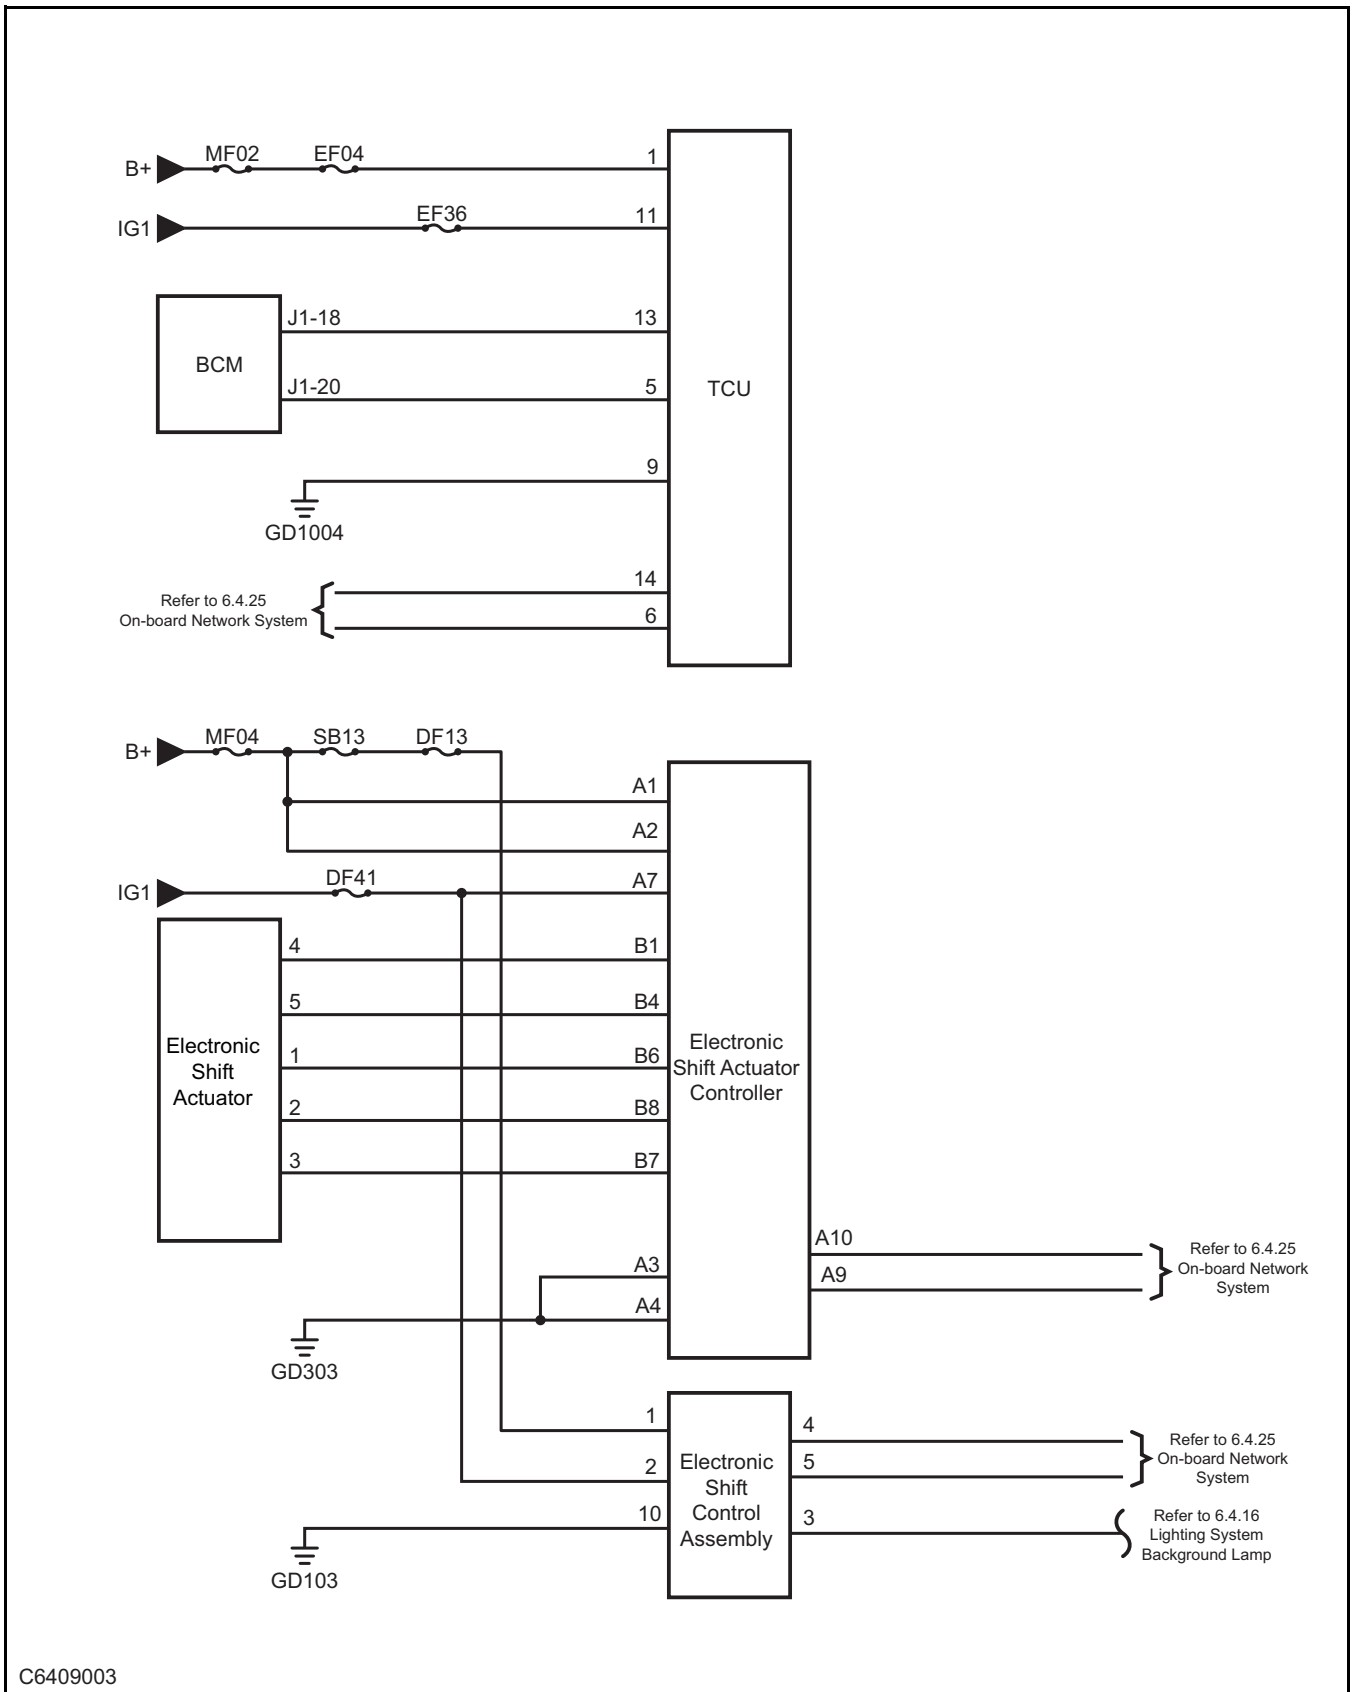 MF02 EF04
B+ 1
EF36
IG1 11
J1-18 13
BCM
TCU
J1-20 5
9
GD1004
14
Refer to 6.4.25
On-board Network System
6
MF04 SB13 DF13
B+
A1
A2
DF41
IG1 A7
4 B1
5 B4
Electronic
Shift
Actuator
1 B6
Electronic
Shift Actuator
Controller
2 B8
3 B7
A10
A9
Refer to 6.4.25
On-board Network
System
A3
A4
GD303
1
2
10
Electronic
Shift
Control
Assembly
4
5
Refer to 6.4.25
On-board Network
System
3
Refer to 6.4.16
Lighting System
Background Lamp
GD103
C6409003